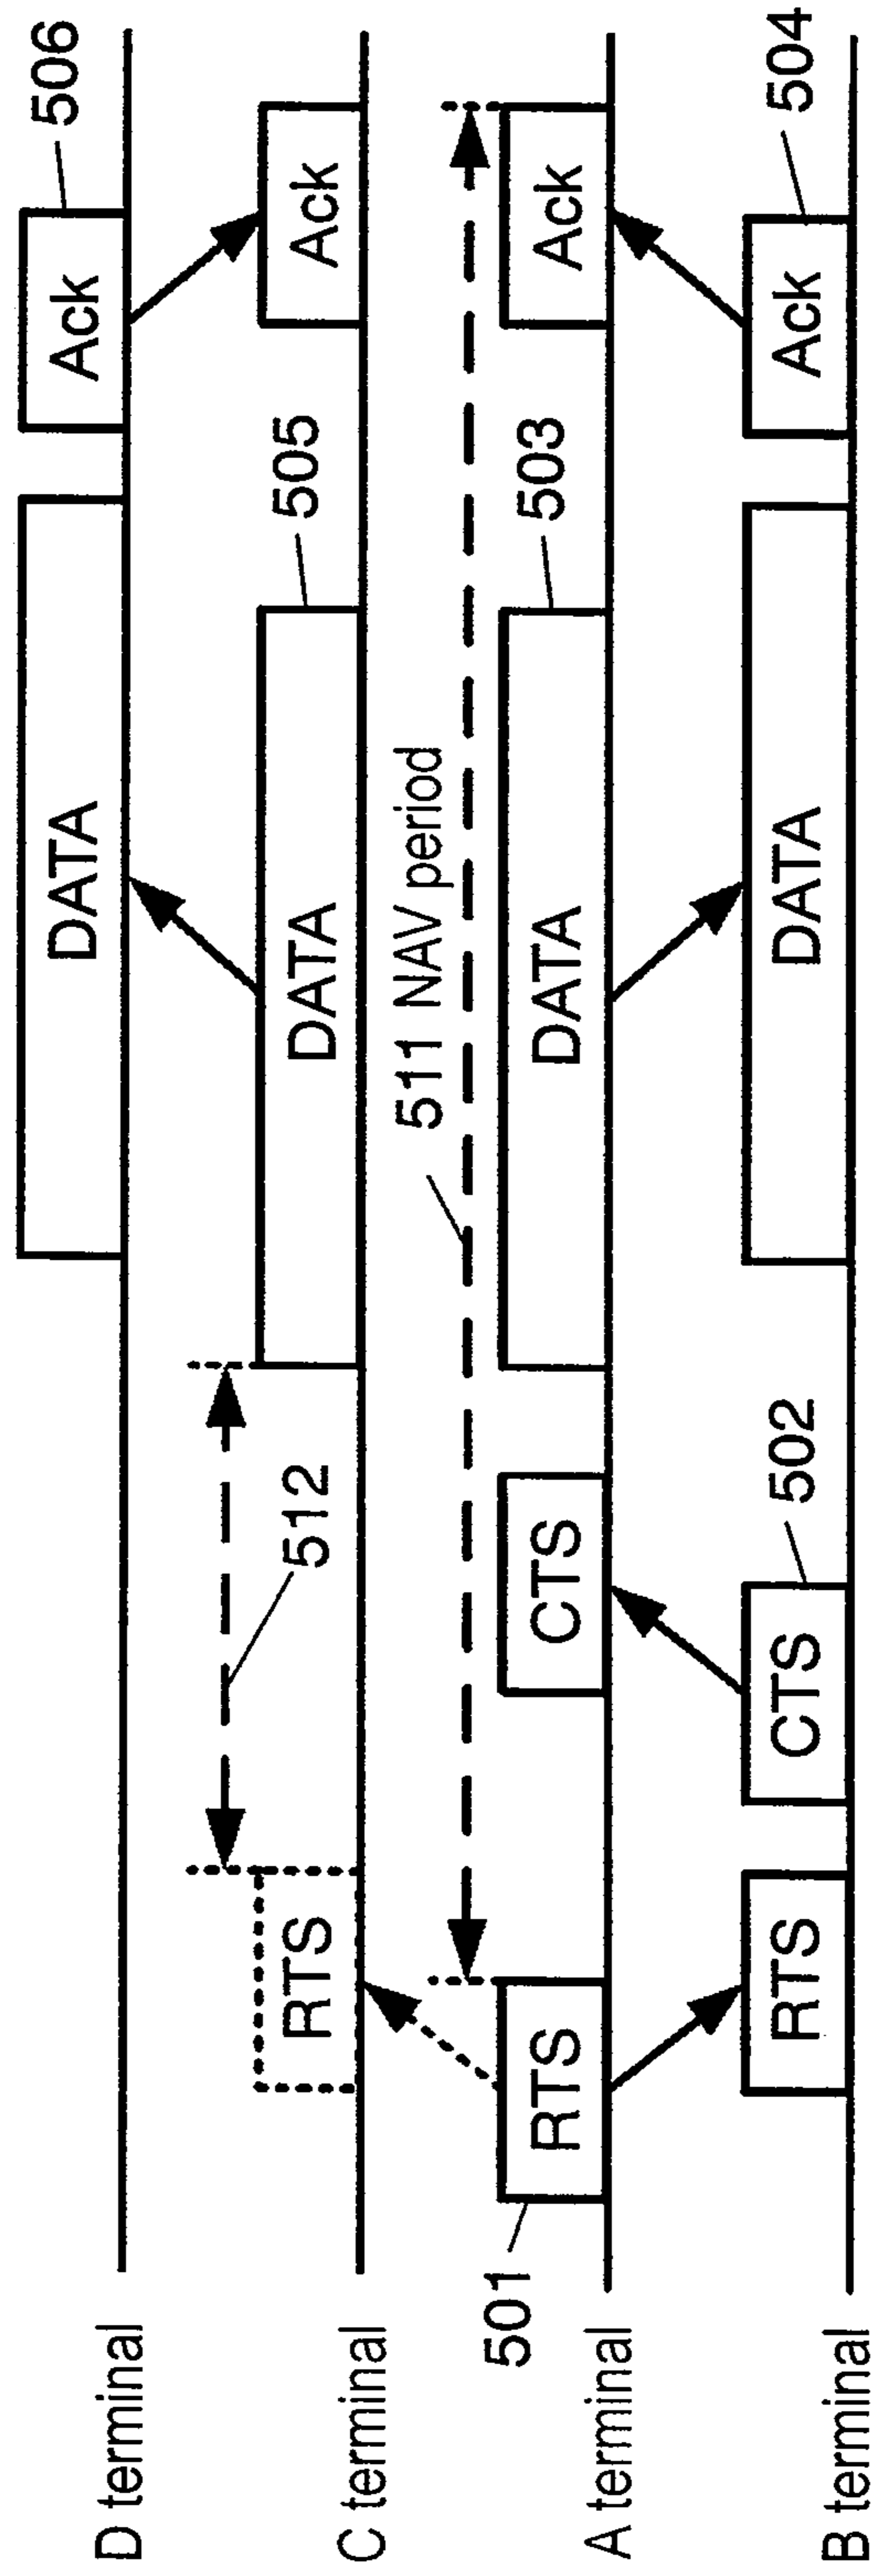 D terminal
DATA
Ack
506
C terminal
RTS
512
DATA
505
Ack
511 NAV period
A terminal
501
RTS
CTS
DATA
503
Ack
B terminal
RTS
CTS
502
DATA
Ack
504